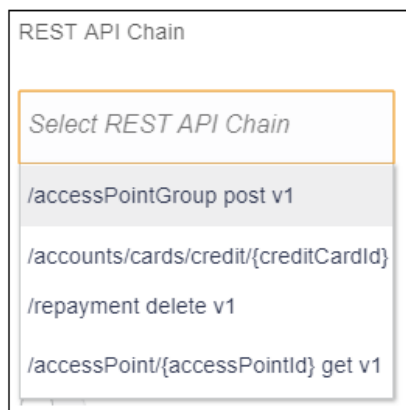 REST API Chain
Select REST API Chain
/accessPointGroup post v1
/accounts/cards/credit/{creditCardId}
/repayment delete v1
/accessPoint/{accessPointId} get v1